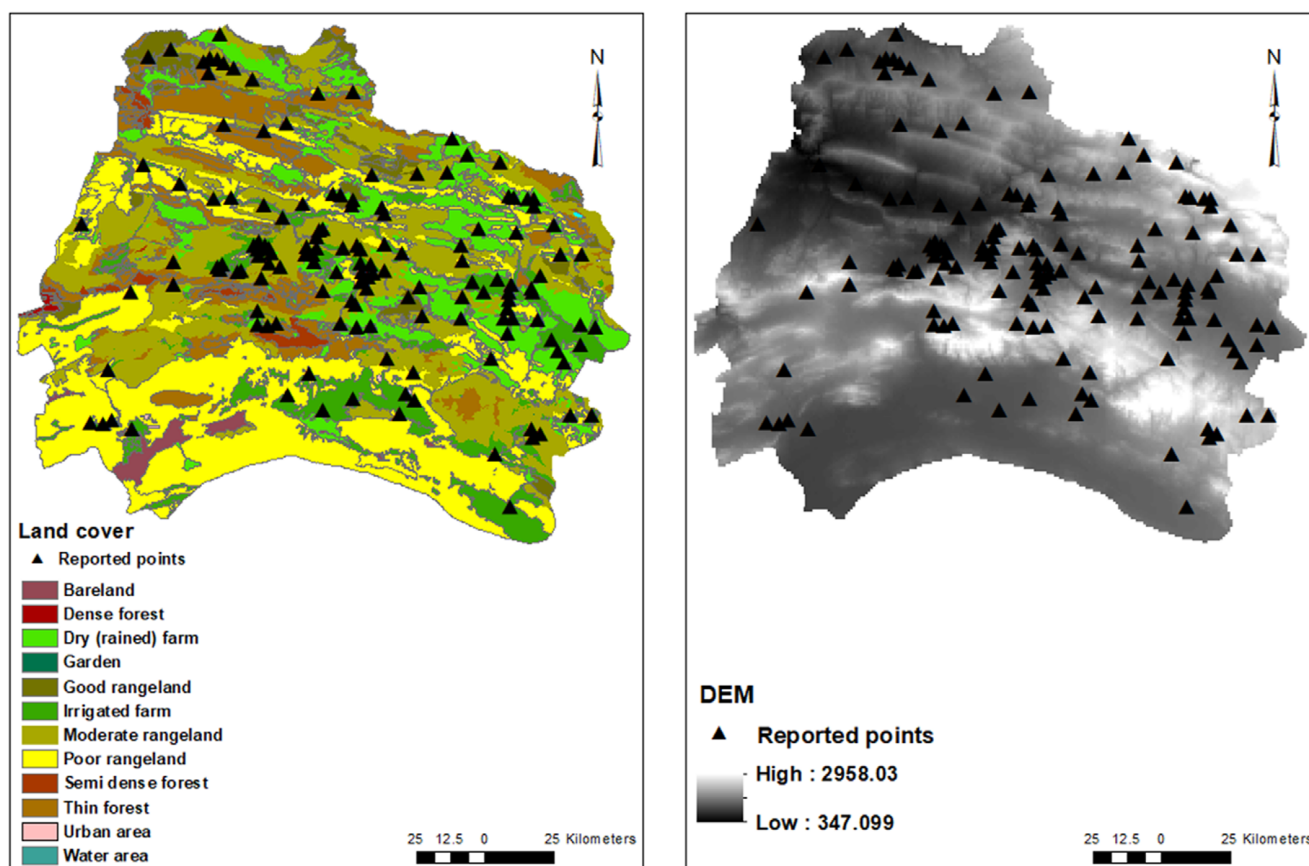 N
Land cover
Reported points
Bareland
Dense forest
Dry (rained) farm
Garden
Good rangeland
Irrigated farm
Moderate rangeland
Poor rangeland
Semi dense forest
Thin forest
Urban area
Water area
25 12.5 0 25 Kilometers
N
DEM
Reported points
High : 2958.03
Low : 347.099
25 12.5 0 25 Kilometers